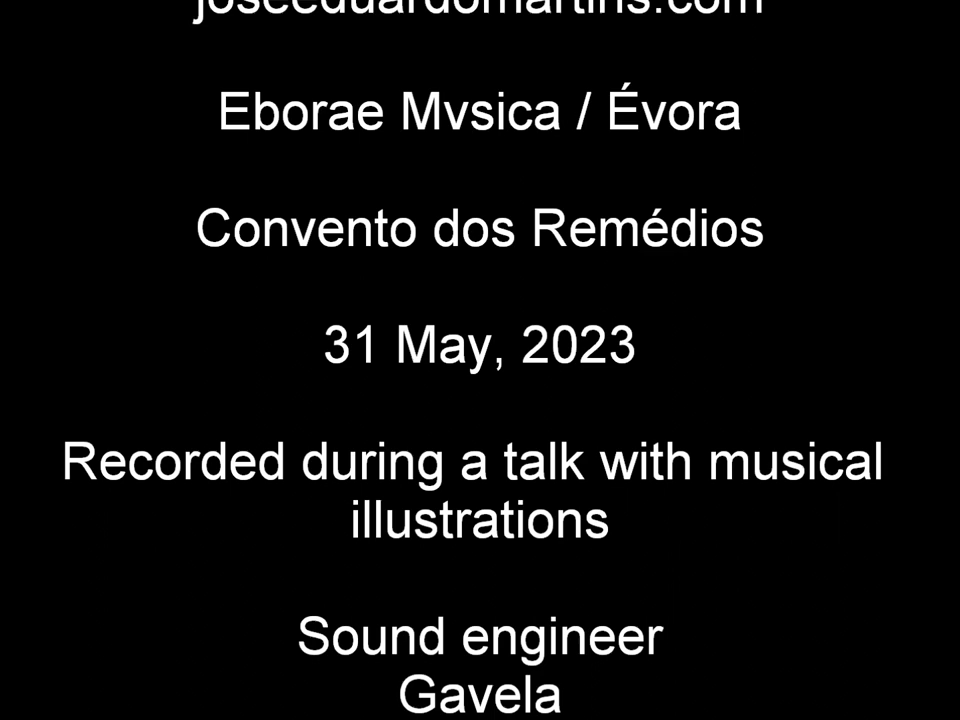 joseeduardomartins.com
Eborae Mvsica / Évora
Convento dos Remédios
31 May, 2023
Recorded during a talk with musical
illustrations
Sound engineer
Gavela